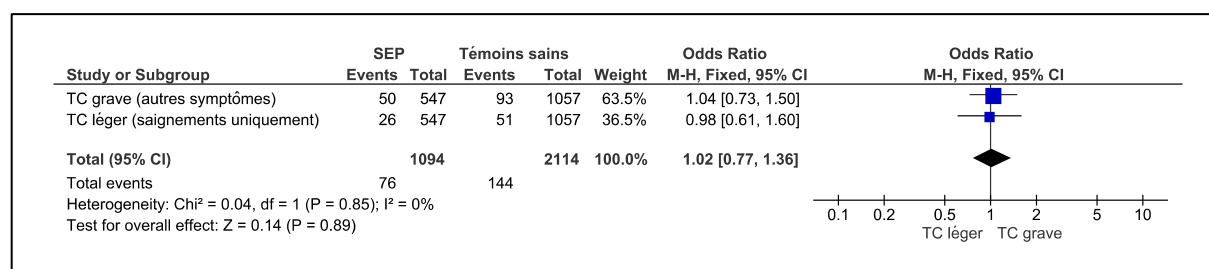 SEP Témoins sains Odds Ratio Odds Ratio
Study or Subgroup Events Total Events Total Weight M-H, Fixed, 95% CI M-H, Fixed, 95% CI
TC grave (autres symptômes) 50 547 93 1057 63.5% 1.04 [0.73, 1.50]
TC léger (saignements uniquement) 26 547 51 1057 36.5% 0.98 [0.61, 1.60]
Total (95% CI) 1094 2114 100.0% 1.02 [0.77, 1.36]
Total events 76 144
Heterogeneity: Chi² = 0.04, df = 1 (P = 0.85); I² = 0%
Test for overall effect: Z = 0.14 (P = 0.89)
0.1 0.2 0.5 1 2 5 10
TC léger TC grave